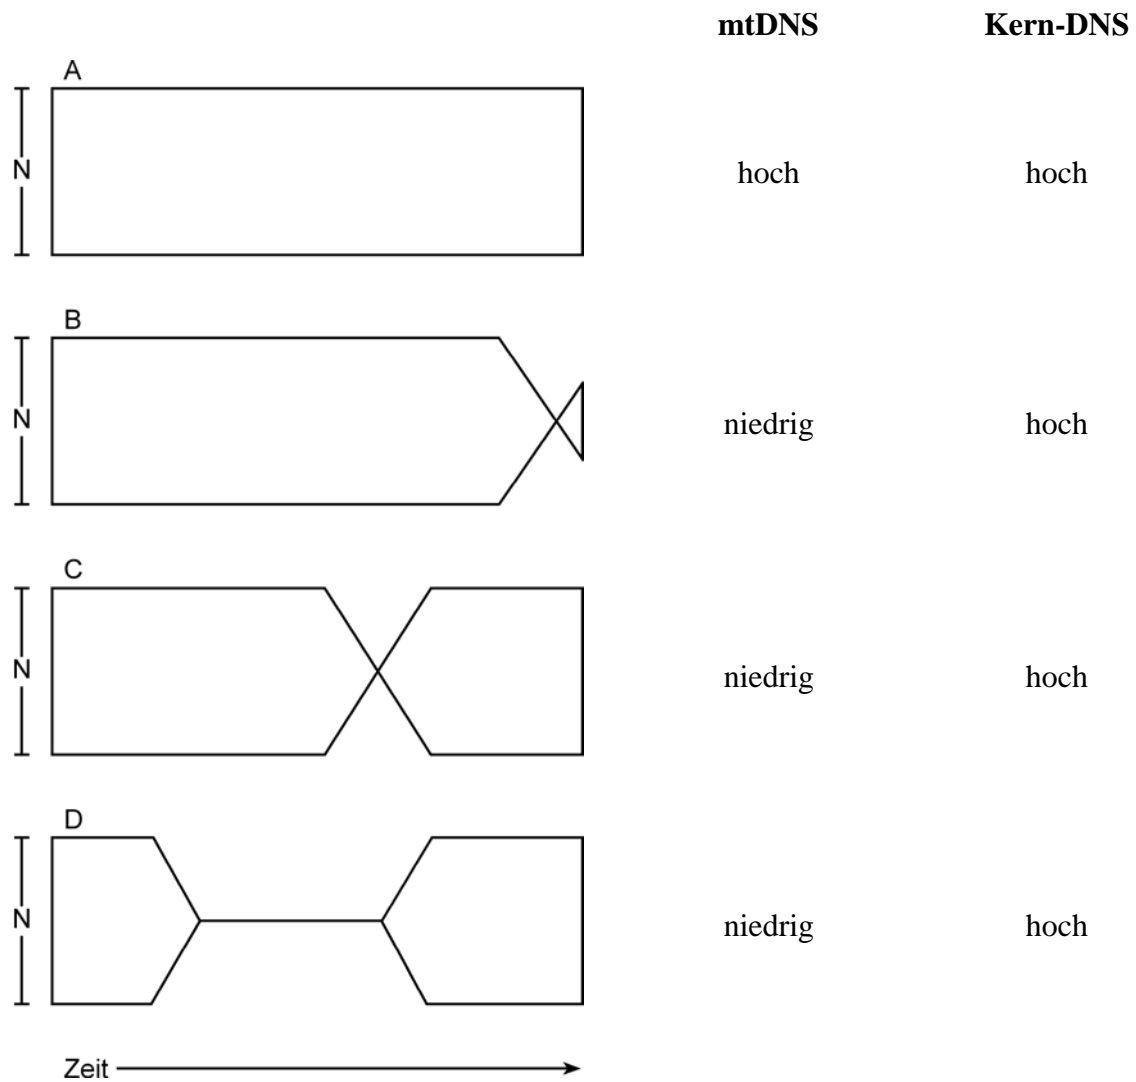 mtDNS Kern-DNS
A
N hoch hoch
B
N niedrig hoch
C
N niedrig hoch
D
N niedrig hoch
Zeit